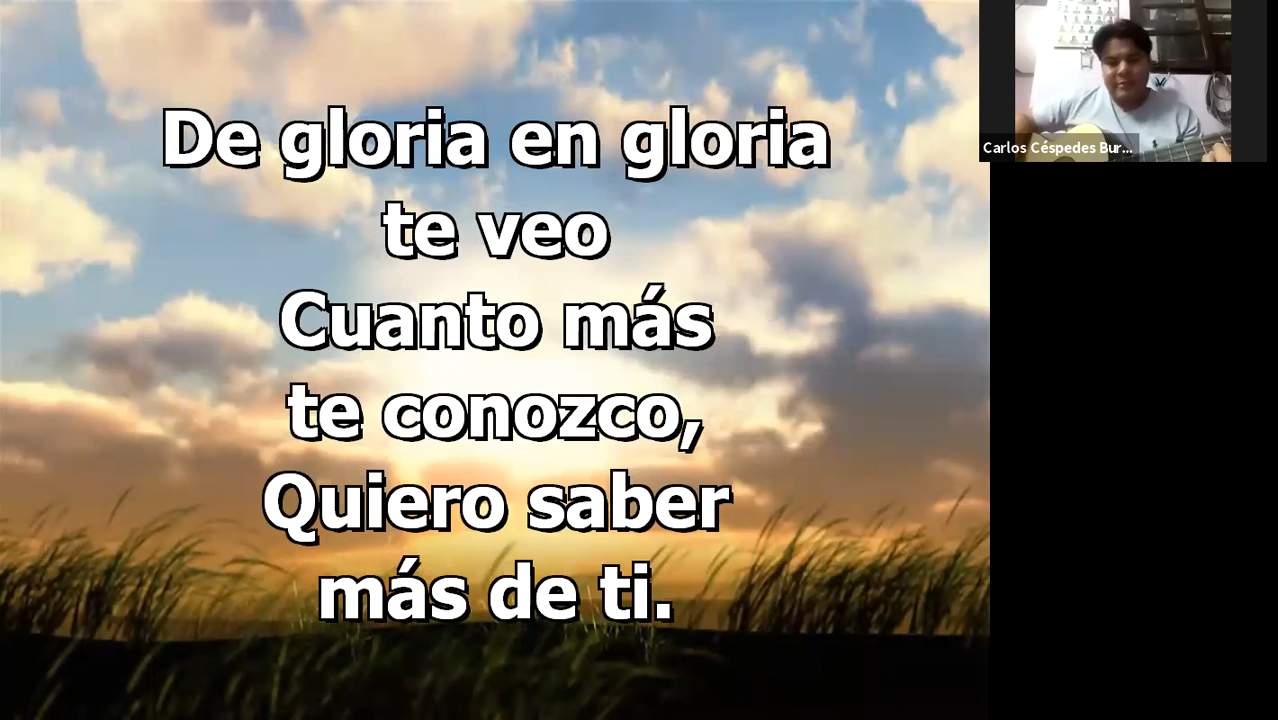 De gloria en gloria
te veo
Cuanto más
te conozco,
Quiero saber
más de ti.
Carlos Céspedes Bur...